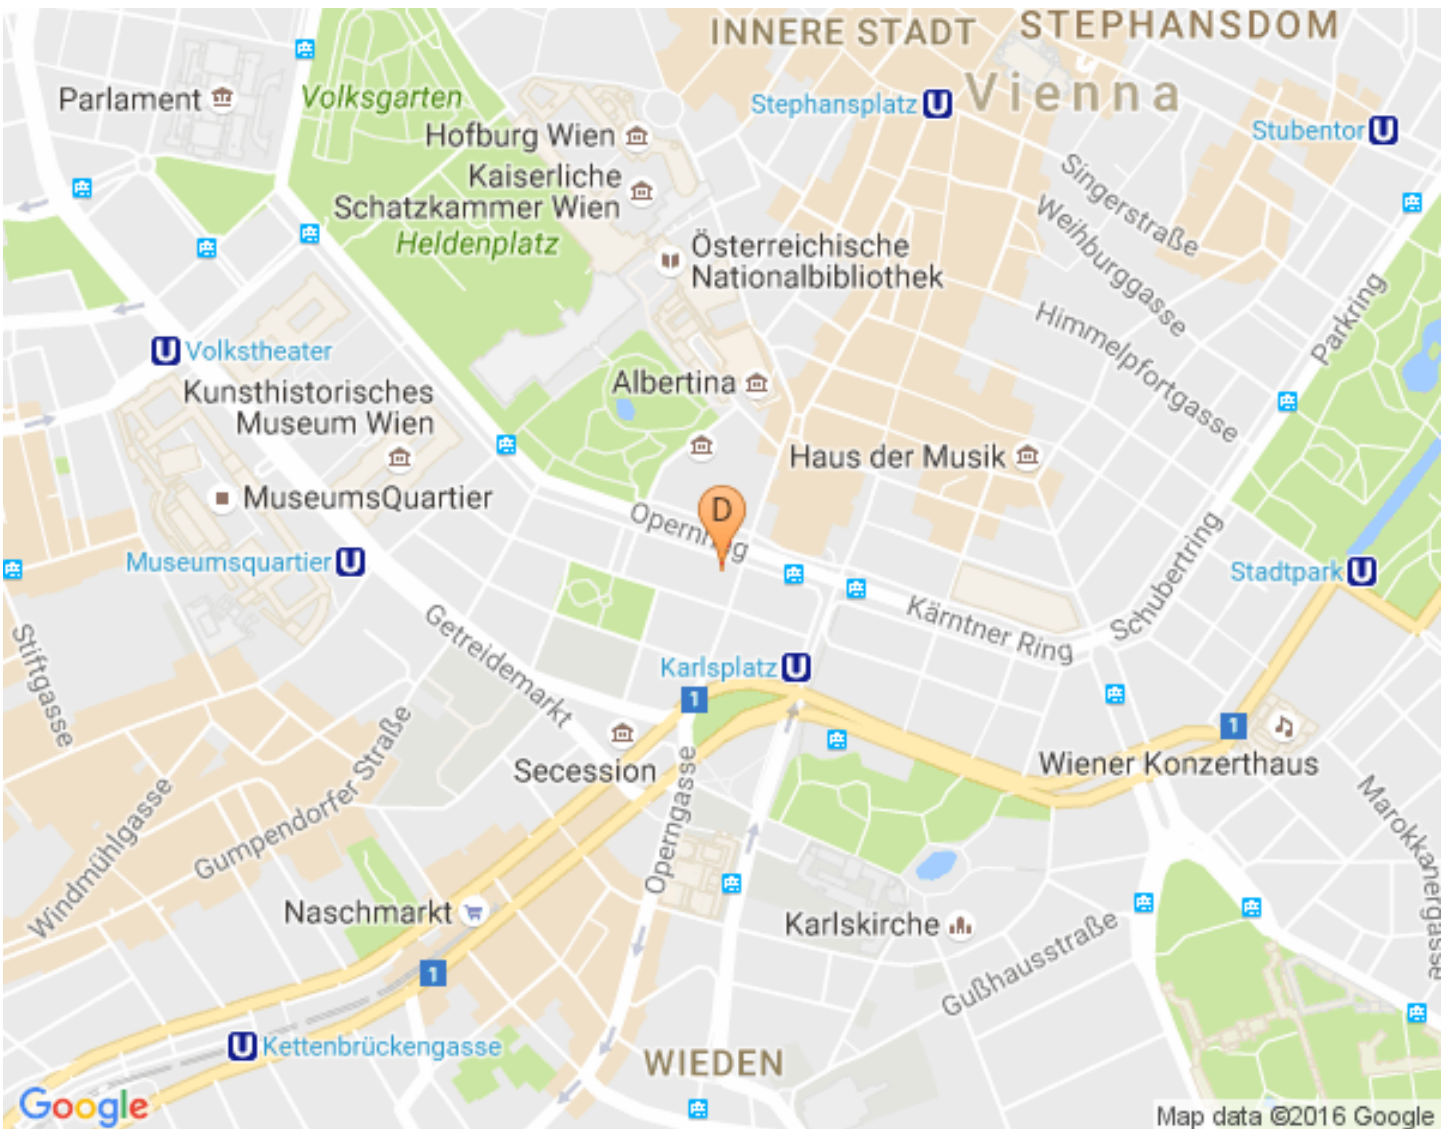 INNERE STADT
STEPHANSDOM
Vienna
Parlament
Volksgarten
Stephansplatz
U
Stubentor
U
Hofburg Wien
Kaiserliche
Schatzkammer Wien
Heldenplatz
Singerstraße
Weihburggasse
Österreichische
Nationalbibliothek
Himmelpfortgasse
Parkring
U
Volkstheater
Kunsthistorisches
Museum Wien
Albertina
Haus der Musik
MuseumsQuartier
D
Opernring
Museumsquartier
U
Schubertring
Stadtpark
U
Kärntner Ring
Getreidemarkt
Stiftgasse
Karlsplatz
U
1
1
Gumpendorfer Straße
Secession
Wiener Konzerthaus
Operngasse
Windmühlgasse
Marokkanergasse
Naschmarkt
Karlskirche
Gußhausstraße
1
U
Kettenbrückengasse
WIEDEN
Google
Map data ©2016 Google